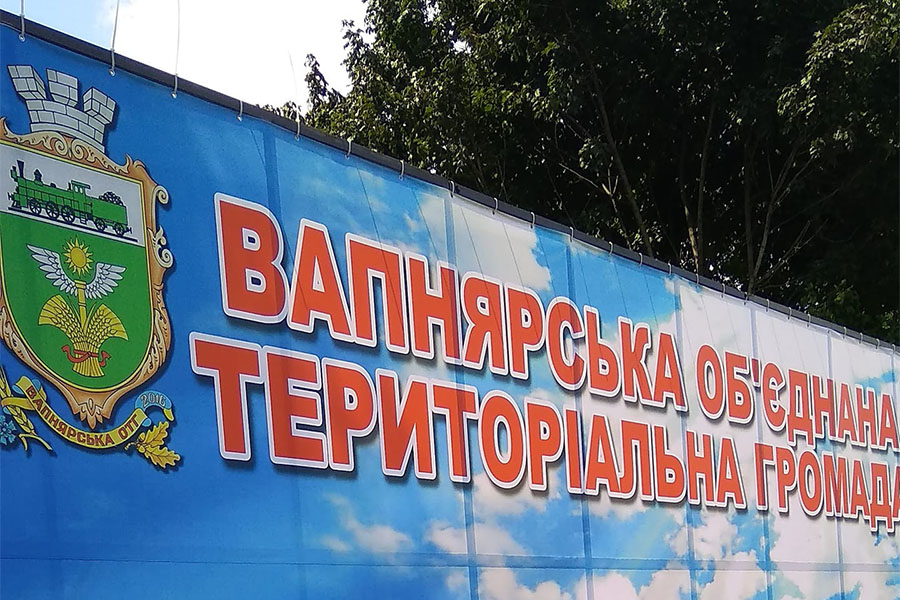 ВАПНЯРСЬКА ОБ'ЄДНАНА
ТЕРИТОРІАЛЬНА ГРОМАДА
ВАПНЯРСЬКА ОТГ 2016